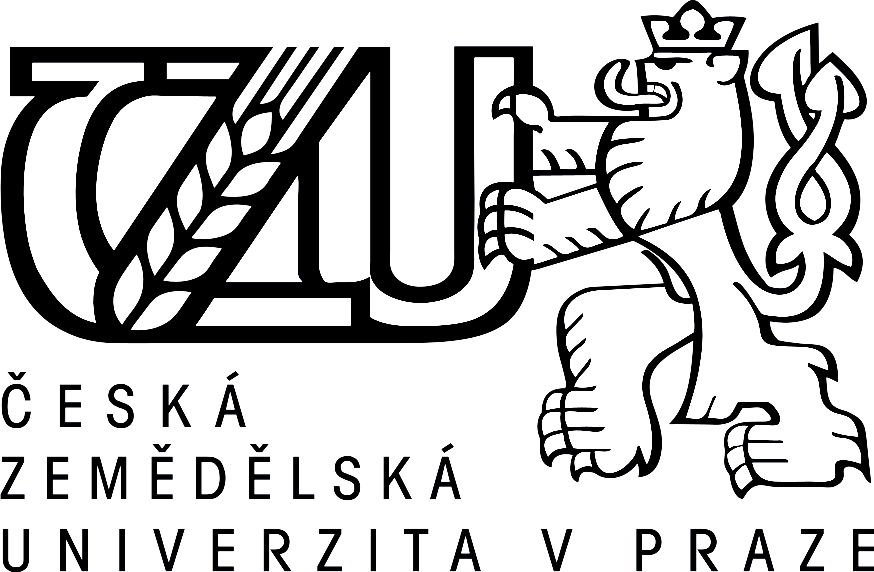 ČZU
ČESKÁ
ZEMĚDĚLSKÁ
UNIVERZITA V PRAZE